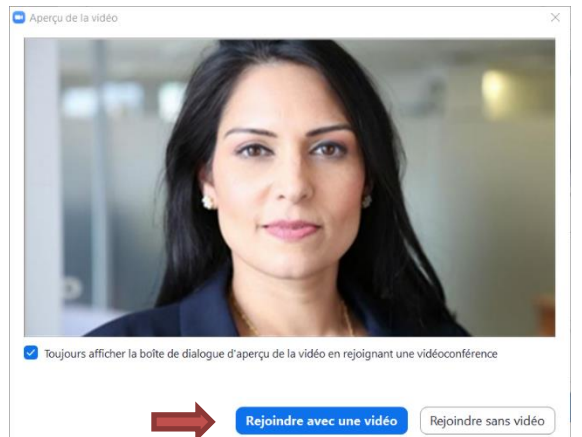 Aperçu de la vidéo
Toujours afficher la boîte de dialogue d'aperçu de la vidéo en rejoignant une vidéoconférence
Rejoindre avec une vidéo
Rejoindre sans vidéo